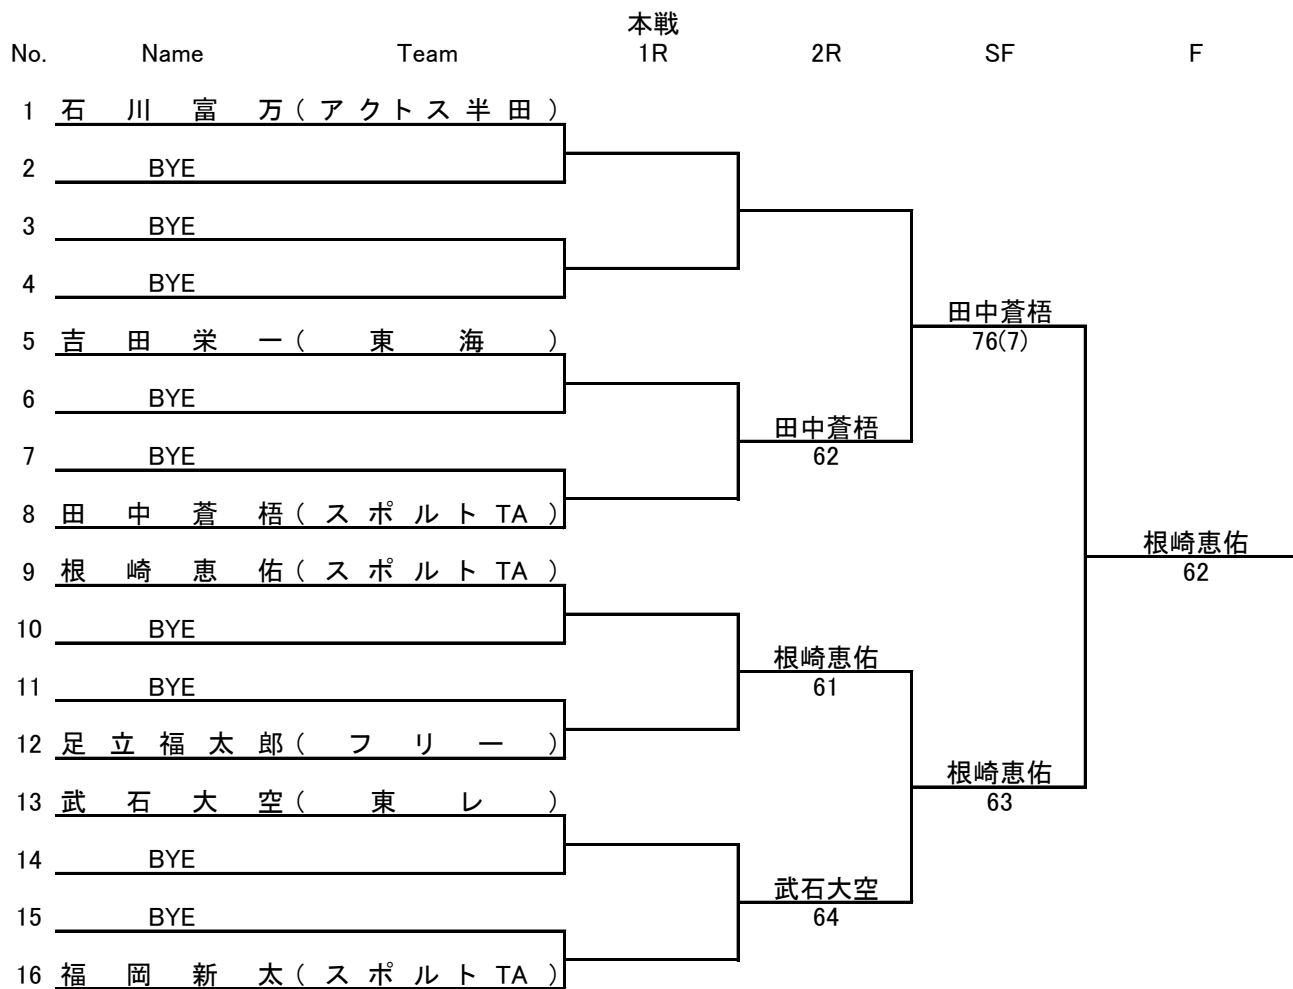 本戦
No. Name Team 1R 2R SF F
1 石川富万(アクトス半田)
2 BYE
3 BYE
4 BYE
田中蒼梧
5 吉田栄一(東海) 76(7)
6 BYE
田中蒼梧
7 BYE 62
8 田中蒼梧(スポルトTA)
根崎恵佑
9 根崎恵佑(スポルトTA) 62
10 BYE
根崎恵佑
11 BYE 61
12 足立福太郎(フリー)
根崎恵佑
13 武石大空(東レ) 63
14 BYE
武石大空
15 BYE 64
16 福岡新太(スポルトTA)